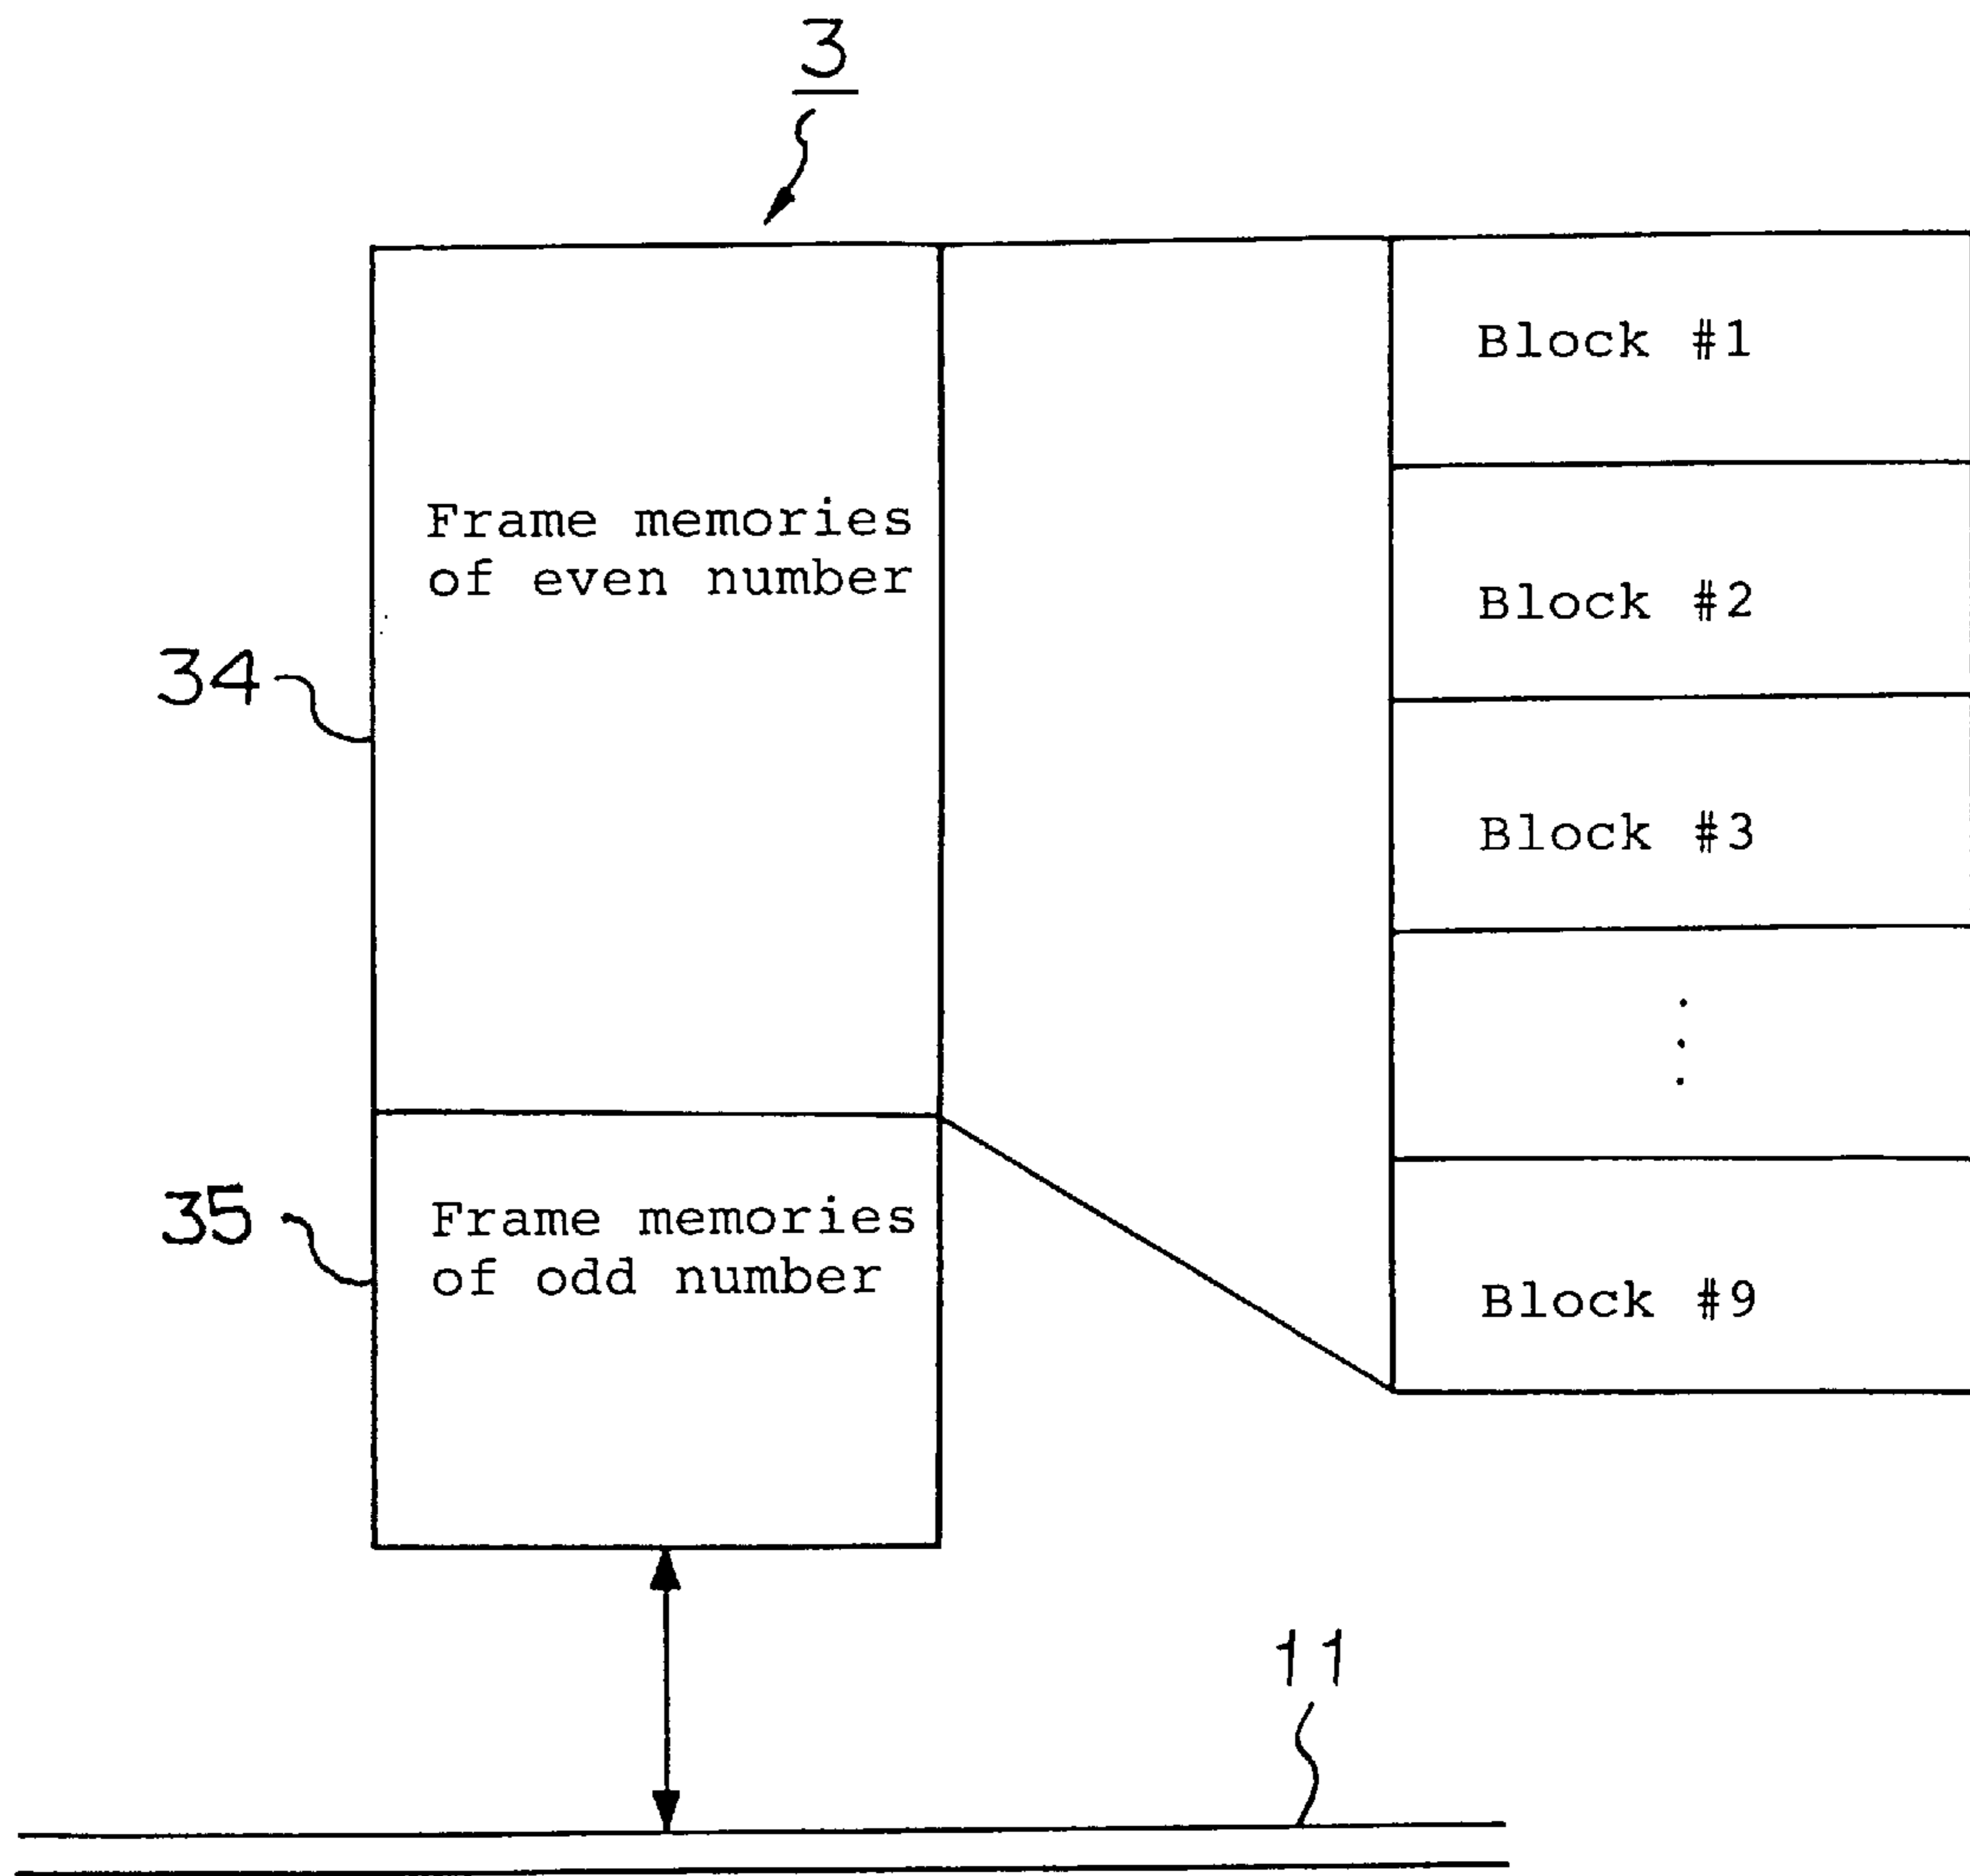 3
Frame memories
of even number
34
35
Frame memories
of odd number
Block #1
Block #2
Block #3
Block #9
11